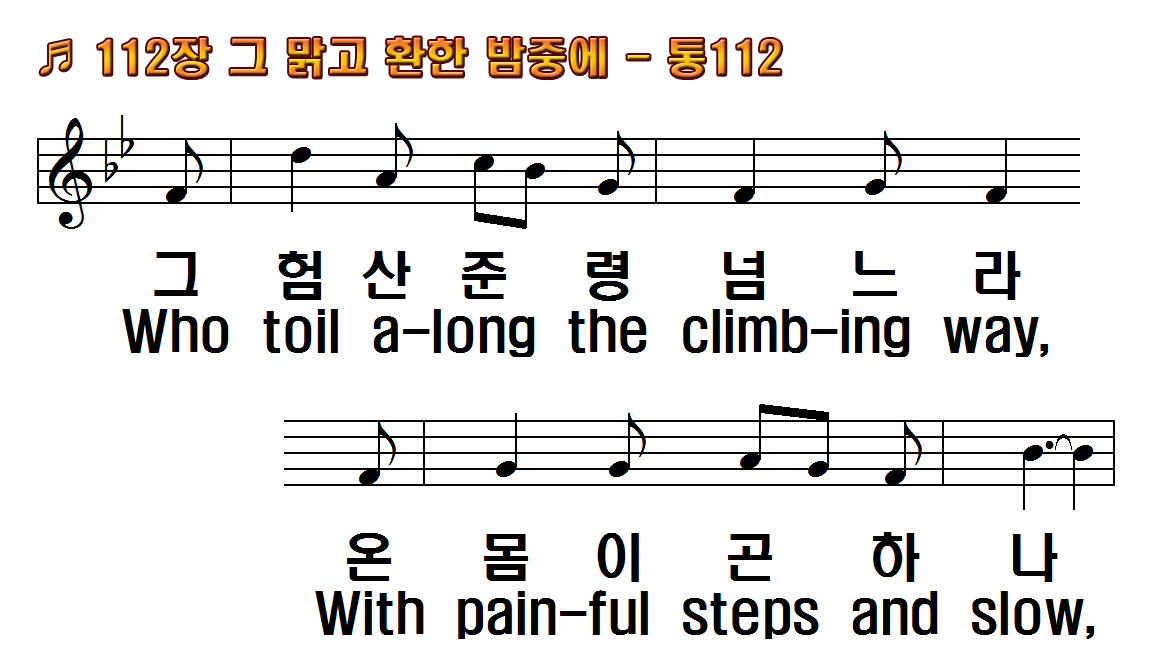 ♬ 112장 그 맑고 환한 밤중에 - 통112
그 험 산 준 령 넘 느 라
Who toil a-long the climb-ing way,
온 몸 이 곤 하 나
With pain-ful steps and slow,